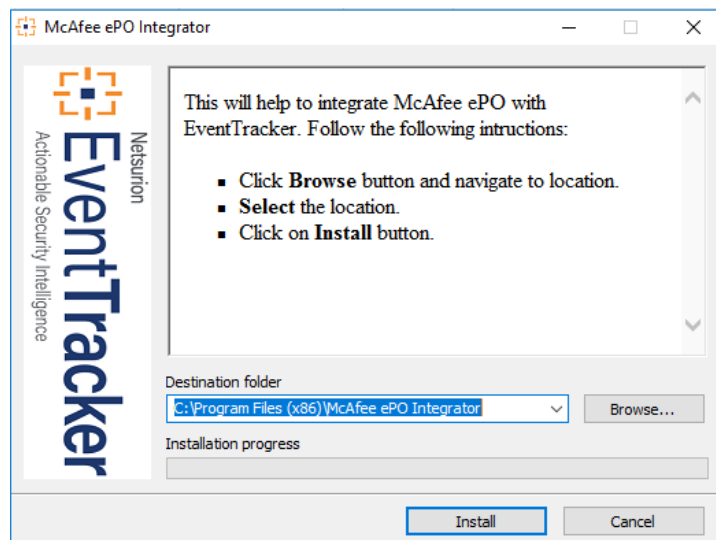 McAfee ePO Integrator
Netsurion
EventTracker
Actionable Security Intelligence
This will help to integrate McAfee ePO with
EventTracker. Follow the following intructions:
Click Browse button and navigate to location.
Select the location.
Click on Install button.
Destination folder
C:\Program Files (x86)\McAfee ePO Integrator
Browse...
Installation progress
Install
Cancel